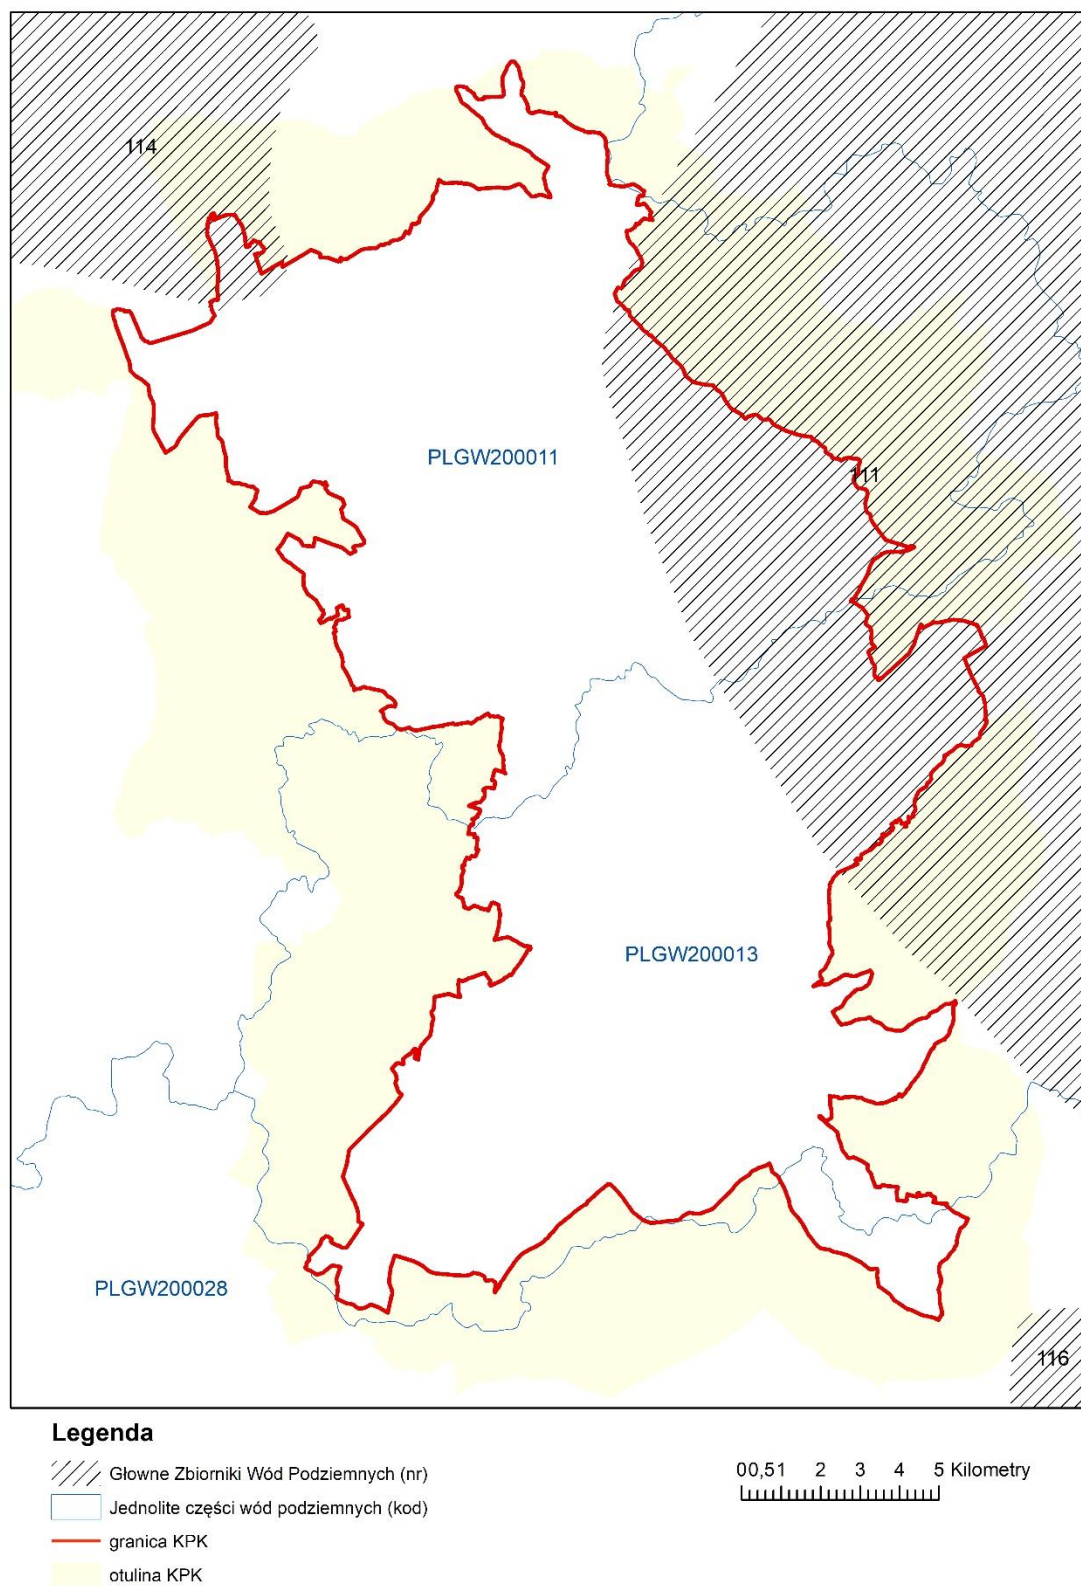 114
PLGW200011
111
PLGW200013
PLGW200028
116
Legenda
Głowne Zbiorniki Wód Podziemnych (nr)
Jednolite części wód podziemnych (kod)
granica KPK
otulina KPK
00,51 2 3 4 5 Kilometry